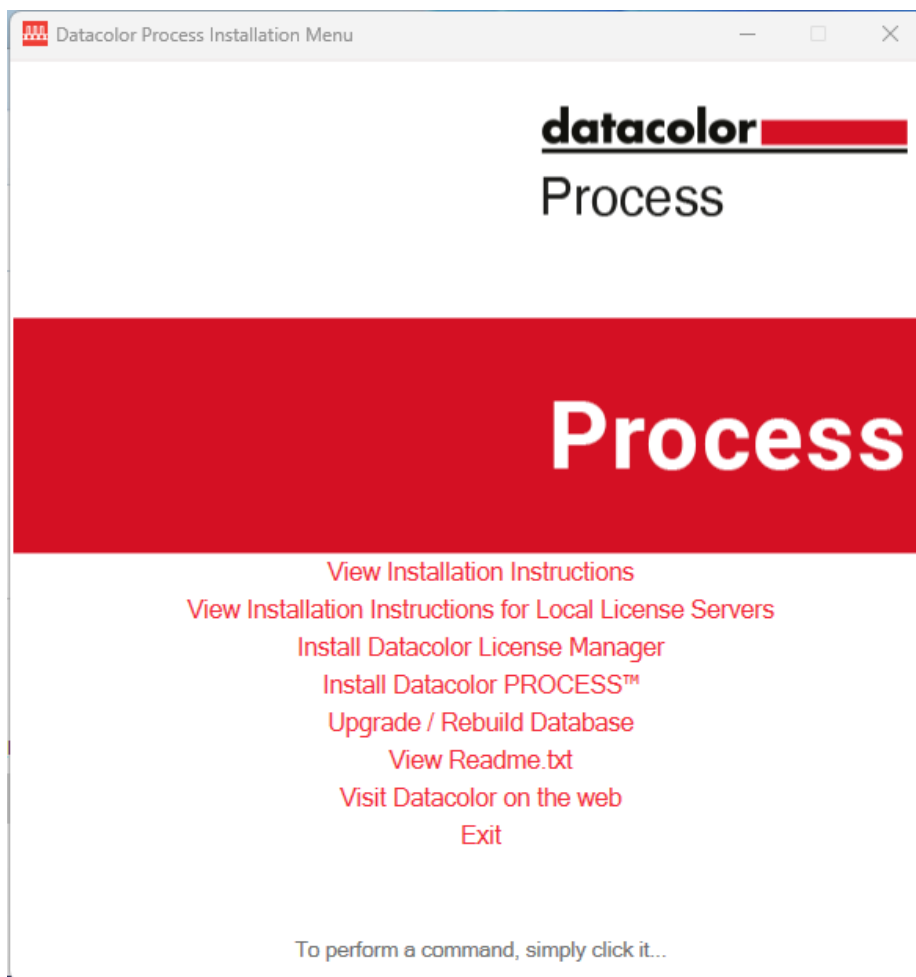 Datacolor Process Installation Menu
datacolor
Process
Process
View Installation Instructions
View Installation Instructions for Local License Servers
Install Datacolor License Manager
Install Datacolor PROCESS™
Upgrade / Rebuild Database
View Readme.txt
Visit Datacolor on the web
Exit
To perform a command, simply click it...